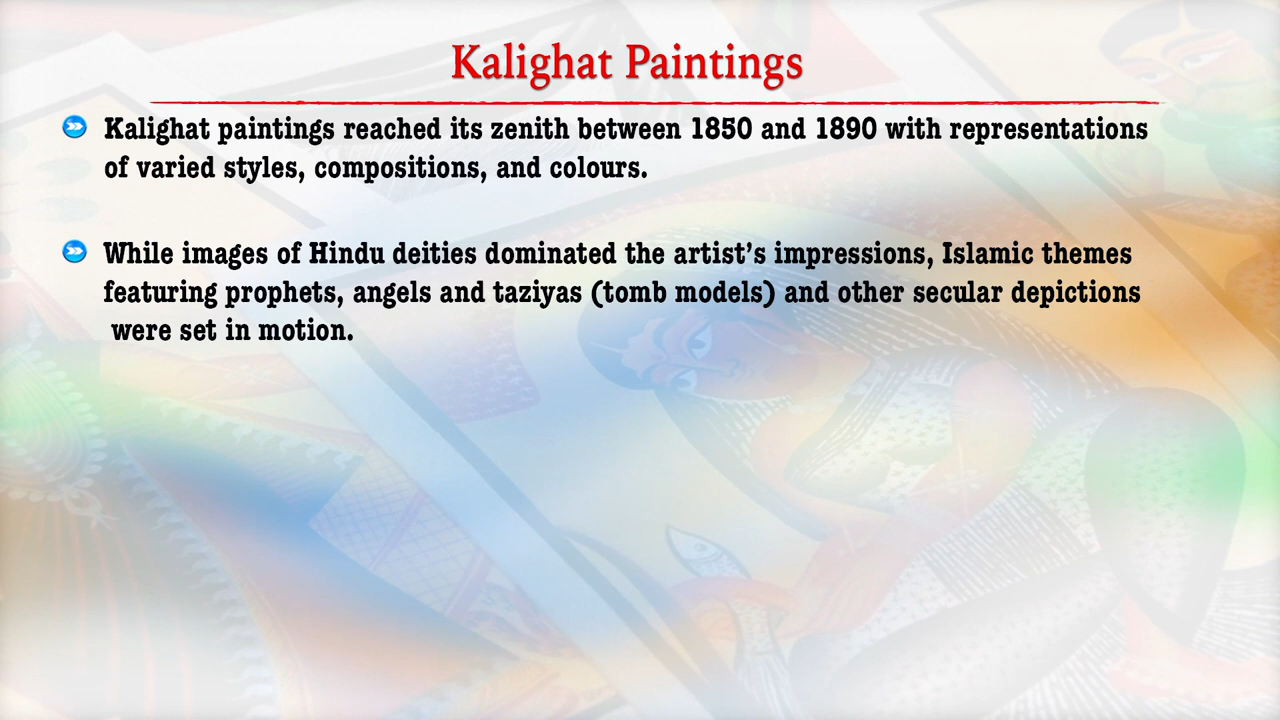 Kalighat Paintings
Kalighat paintings reached its zenith between 1850 and 1890 with representations
of varied styles, compositions, and colours.
While images of Hindu deities dominated the artist’s impressions, Islamic themes
featuring prophets, angels and taziyas (tomb models) and other secular depictions
were set in motion.